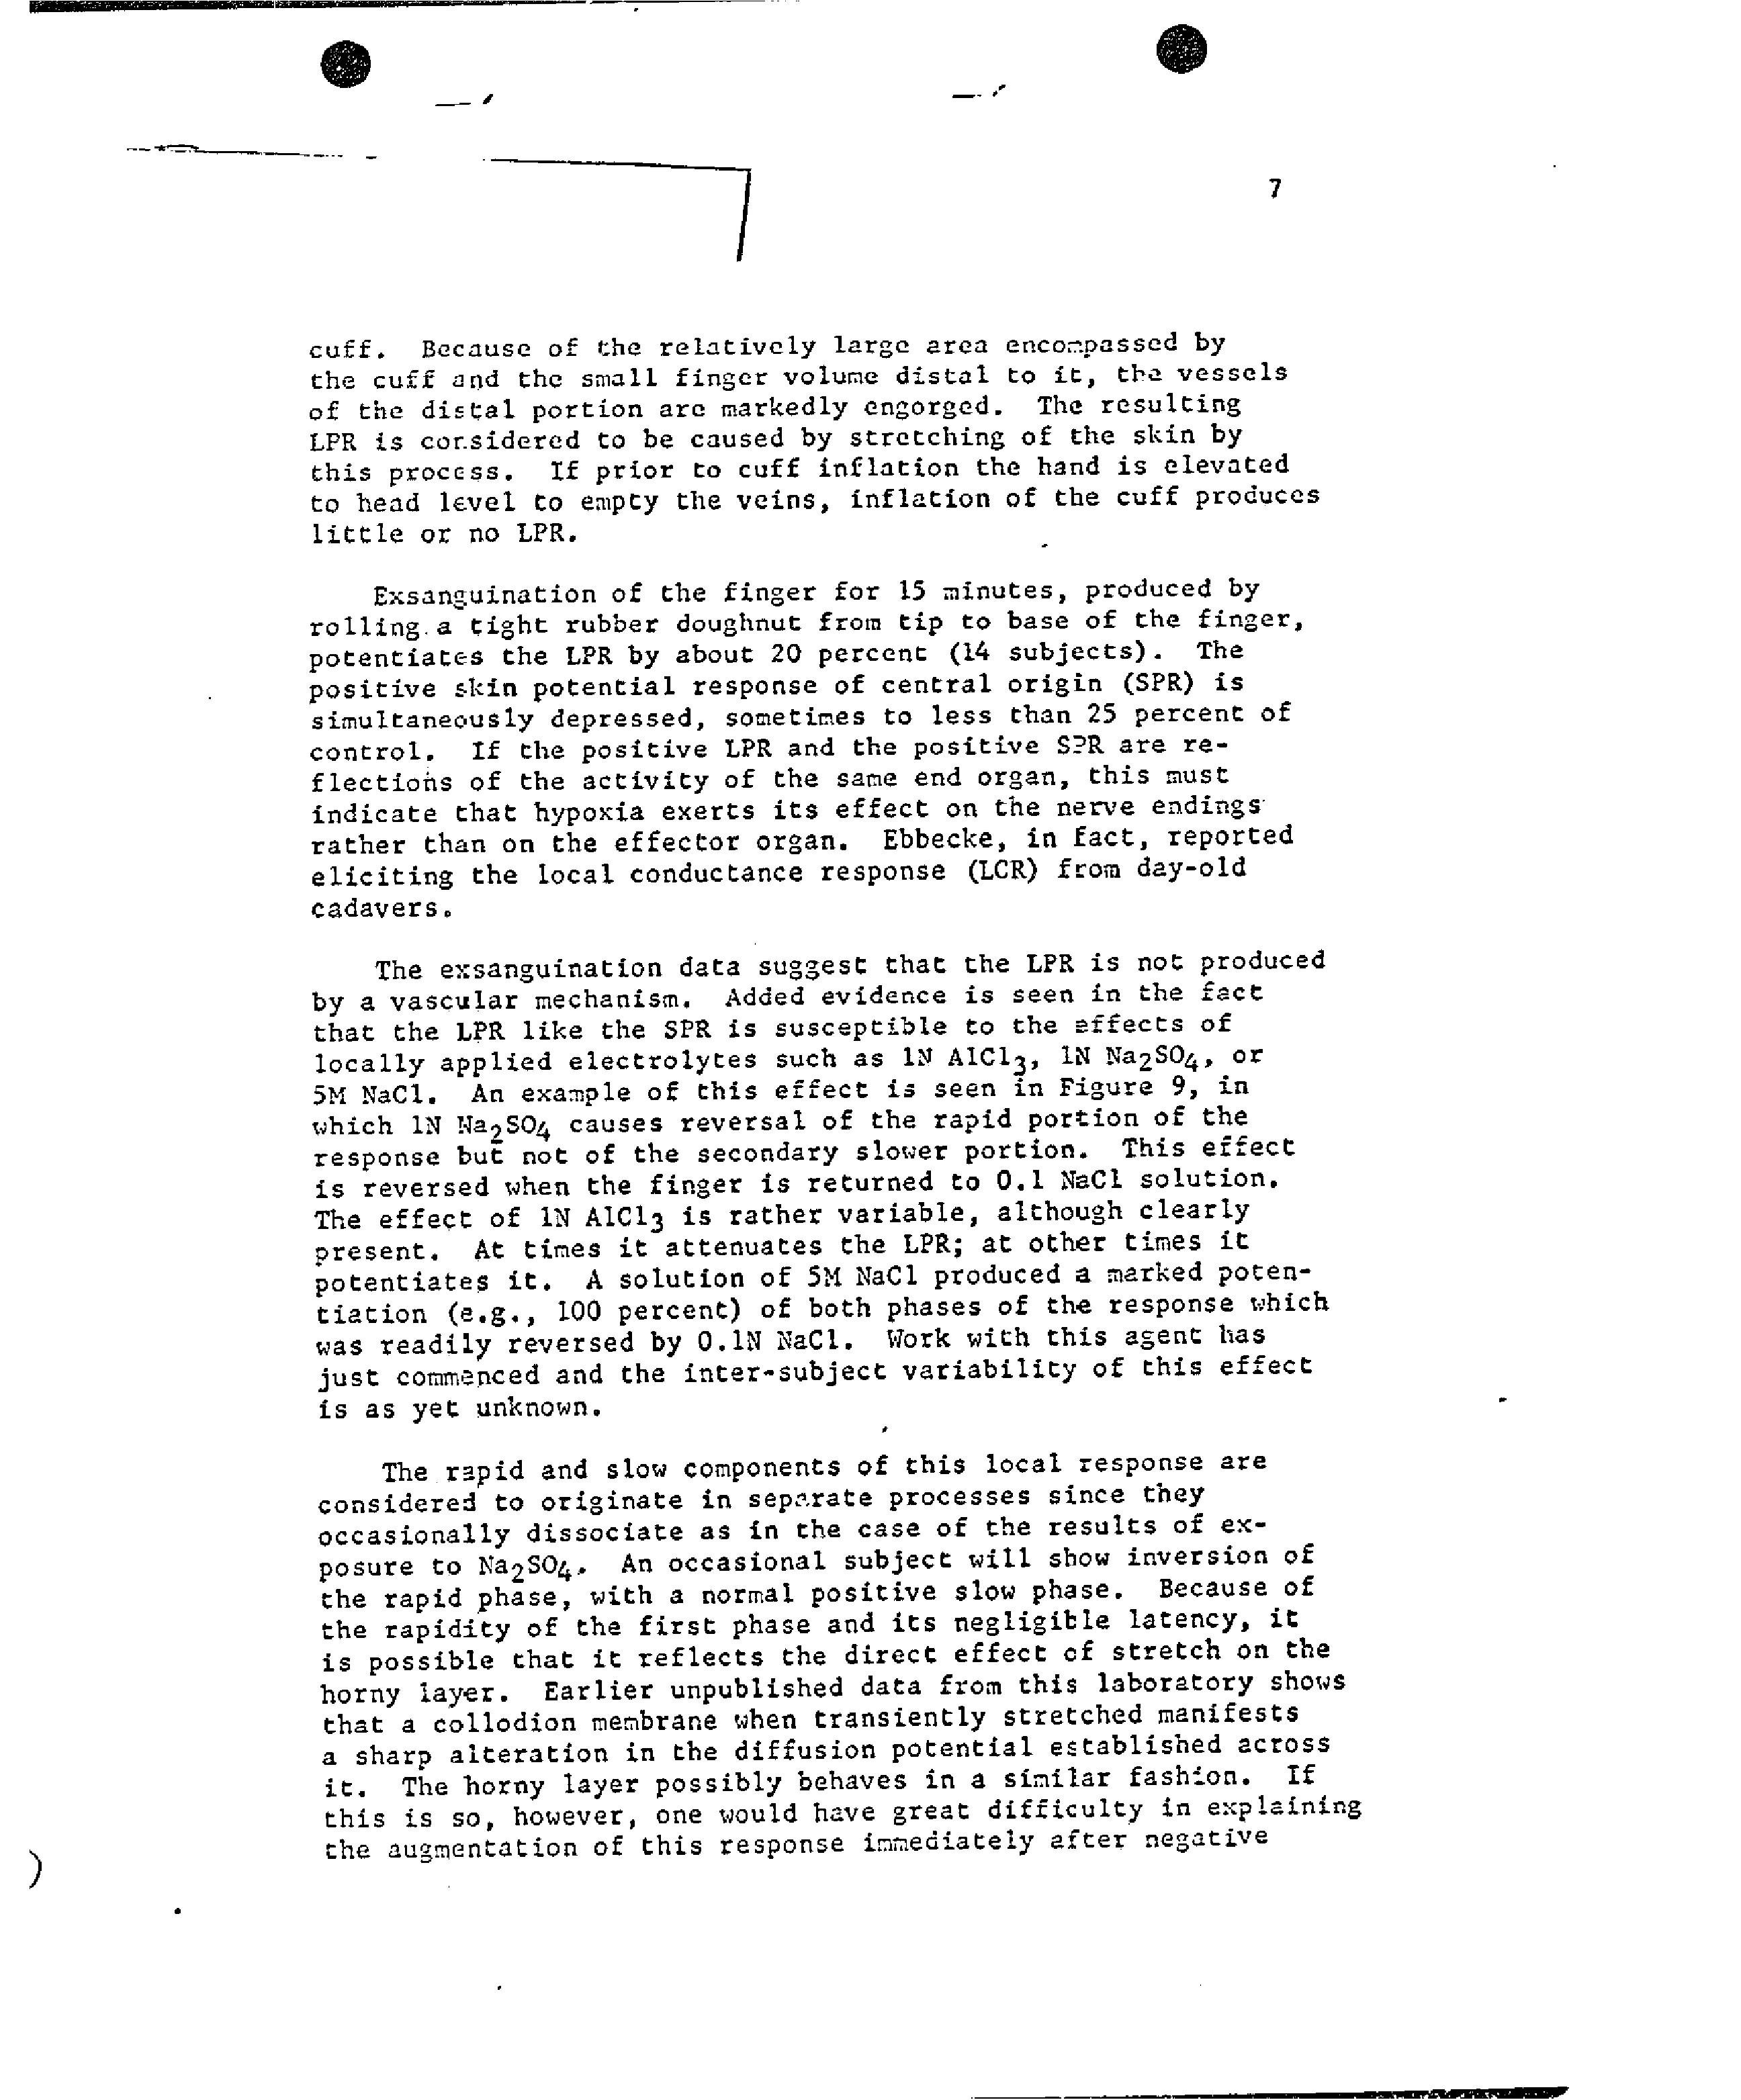 7
cuff. Because of the relatively large area encompassed by
the cuff and the small finger volume distal to it, the vessels
of the distal portion are markedly engorged. The resulting
LPR is considered to be caused by stretching of the skin by
this process. If prior to cuff inflation the hand is elevated
to head level to empty the veins, inflation of the cuff produces
little or no LPR.
Exsanguination of the finger for 15 minutes, produced by
rolling a tight rubber doughnut from tip to base of the finger,
potentiates the LPR by about 20 percent (14 subjects). The
positive skin potential response of central origin (SPR) is
simultaneously depressed, sometimes to less than 25 percent of
control. If the positive LPR and the positive SPR are re-
flections of the activity of the same end organ, this must
indicate that hypoxia exerts its effect on the nerve endings
rather than on the effector organ. Ebbecke, in fact, reported
eliciting the local conductance response (LCR) from day-old
cadavers.
The exsanguination data suggest that the LPR is not produced
by a vascular mechanism. Added evidence is seen in the fact
that the LPR like the SPR is susceptible to the effects of
locally applied electrolytes such as 1N AlCl3, 1N Na2SO4, or
5M NaCl. An example of this effect is seen in Figure 9, in
which 1N Na2SO4 causes reversal of the rapid portion of the
response but not of the secondary slower portion. This effect
is reversed when the finger is returned to 0.1 NaCl solution.
The effect of 1N AlCl3 is rather variable, although clearly
present. At times it attenuates the LPR; at other times it
potentiates it. A solution of 5M NaCl produced a marked poten-
tiation (e.g., 100 percent) of both phases of the response which
was readily reversed by 0.1N NaCl. Work with this agent has
just commenced and the inter-subject variability of this effect
is as yet unknown.
The rapid and slow components of this local response are
considered to originate in separate processes since they
occasionally dissociate as in the case of the results of ex-
posure to Na2SO4. An occasional subject will show inversion of
the rapid phase, with a normal positive slow phase. Because of
the rapidity of the first phase and its negligible latency, it
is possible that it reflects the direct effect of stretch on the
horny layer. Earlier unpublished data from this laboratory shows
that a collodion membrane when transiently stretched manifests
a sharp alteration in the diffusion potential established across
it. The horny layer possibly behaves in a similar fashion. If
this is so, however, one would have great difficulty in explaining
the augmentation of this response immediately after negative